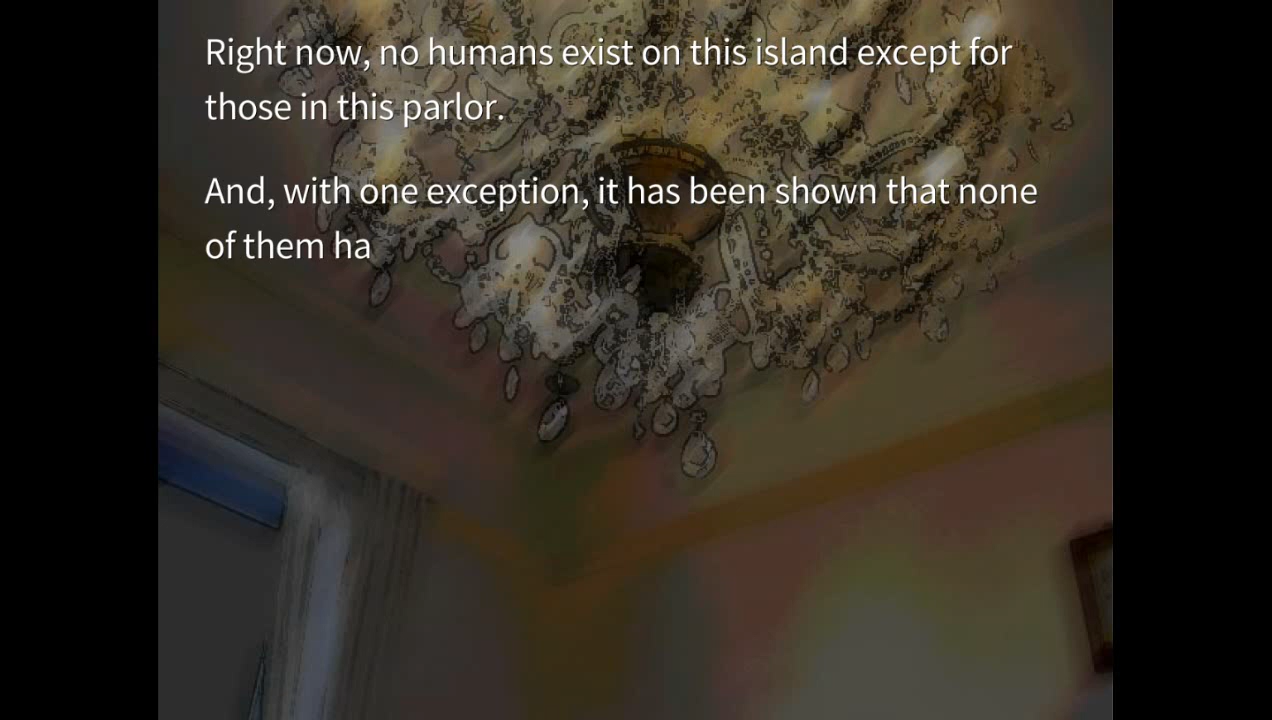 Right now, no humans exist on this island except for
those in this parlor.
And, with one exception, it has been shown that none
of them ha